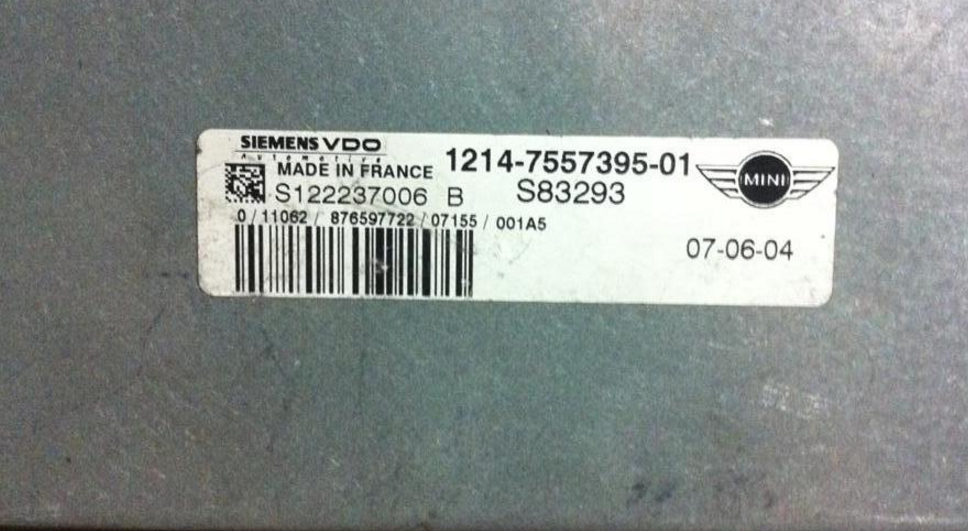 SIEMENS VDO
Automotive
1214-7557395-01
MADE IN FRANCE
MINI
S122237006 B S83293
0 / 11062 / 876597722 / 07155 / 001A5
07-06-04